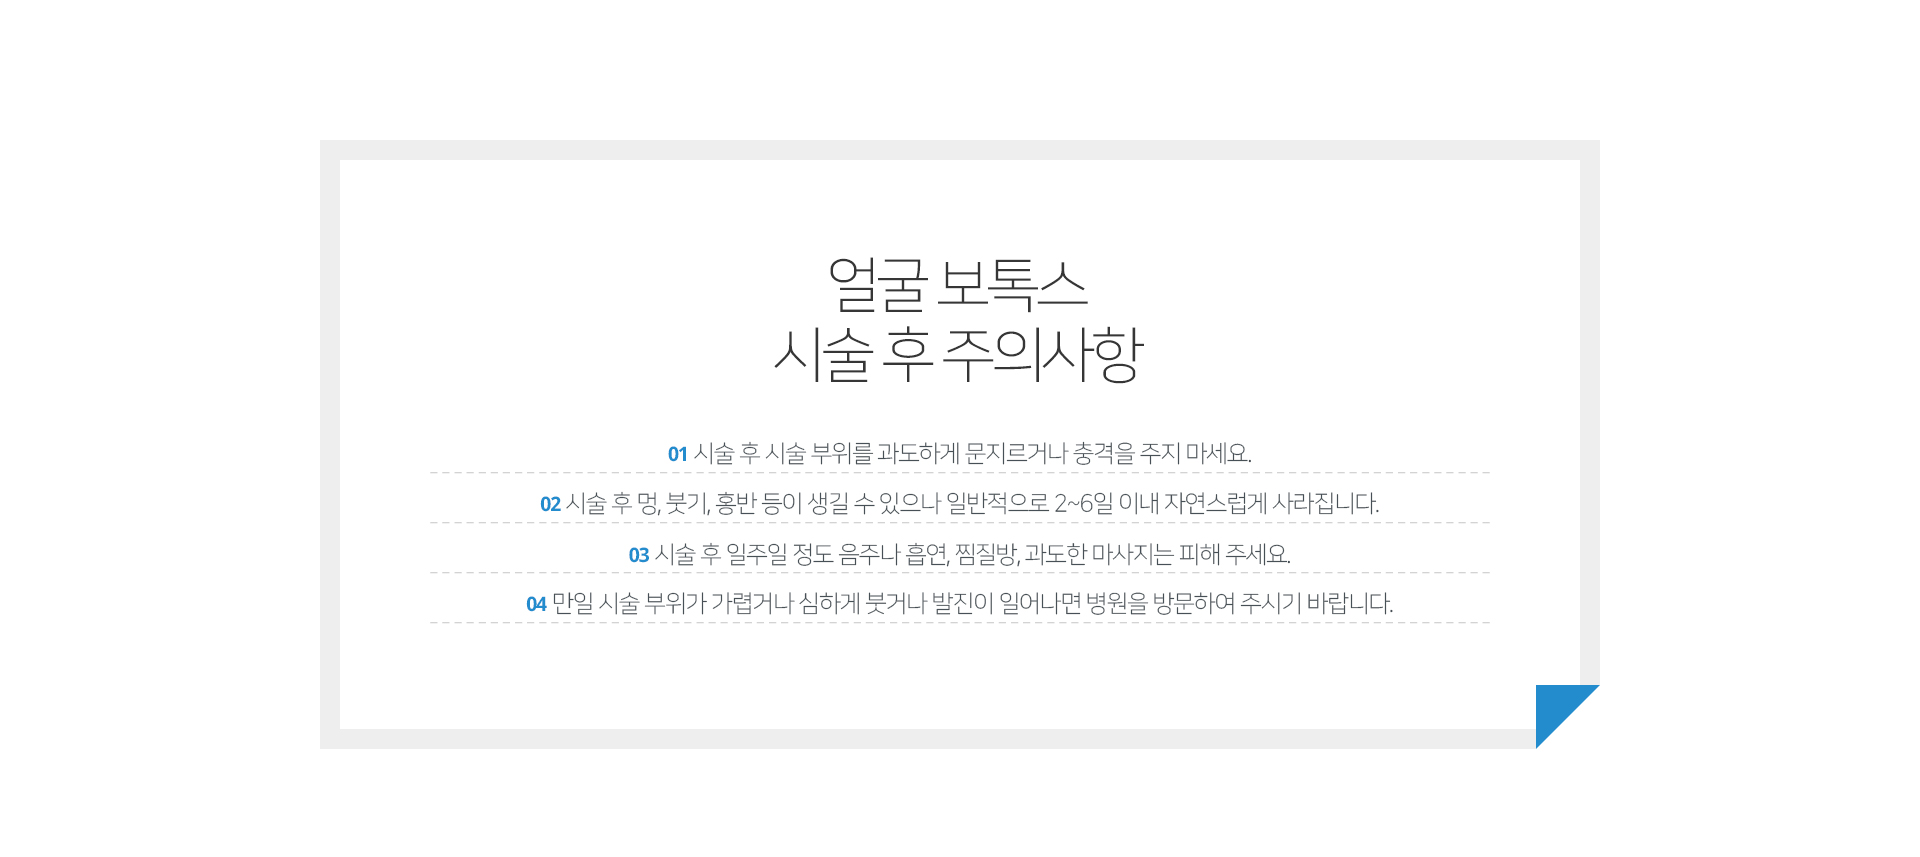 얼굴 보톡스
시술 후 주의사항
01 시술 후 시술 부위를 과도하게 문지르거나 충격을 주지 마세요.
02 시술 후 멍, 붓기, 홍반 등이 생길 수 있으나 일반적으로 2~6일 이내 자연스럽게 사라집니다.
03 시술 후 일주일 정도 음주나 흡연, 찜질방, 과도한 마사지는 피해 주세요.
04 만일 시술 부위가 가렵거나 심하게 붓거나 발진이 일어나면 병원을 방문하여 주시기 바랍니다.